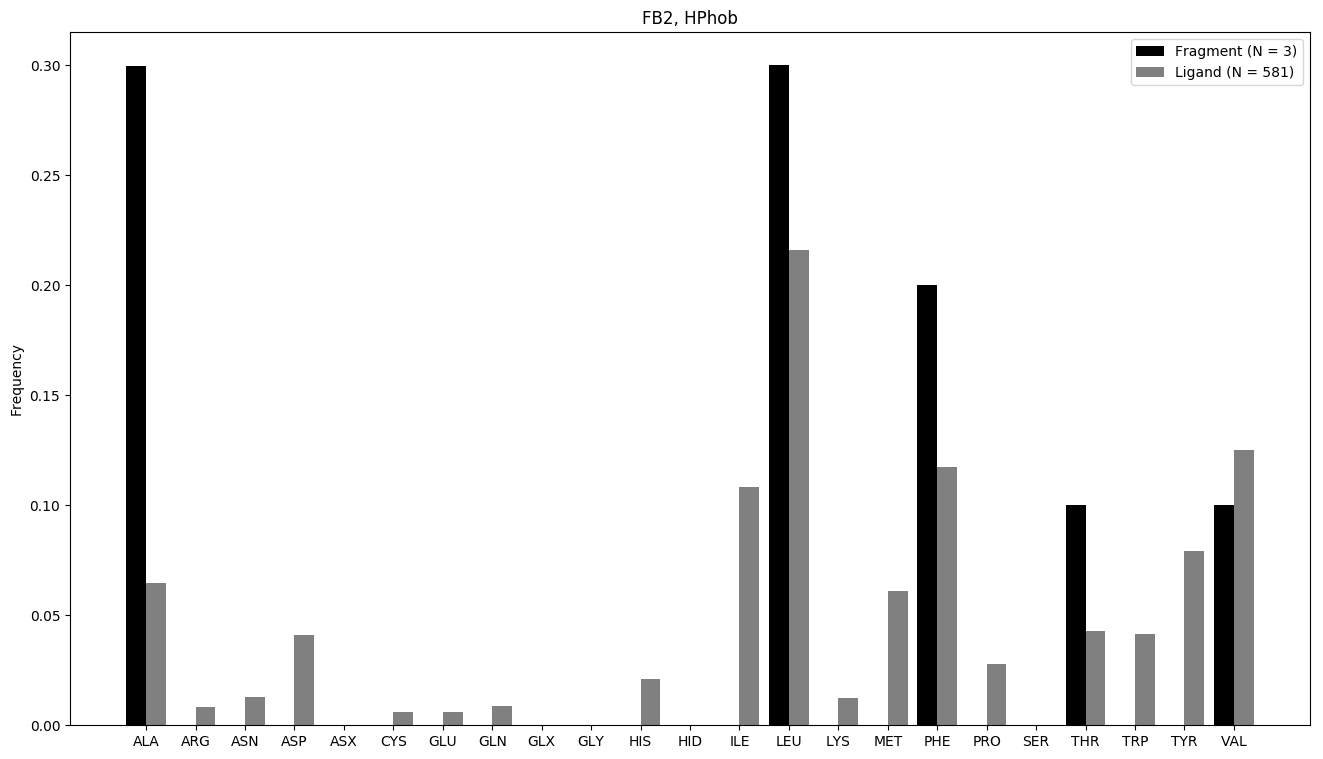 FB2, HPhob
Fragment (N = 3)
Ligand (N = 581)
Frequency
0.30
0.25
0.20
0.15
0.10
0.05
0.00
ALA ARG ASN ASP ASX CYS GLU GLN GLX GLY HIS HID ILE LEU LYS MET PHE PRO SER THR TRP TYR VAL